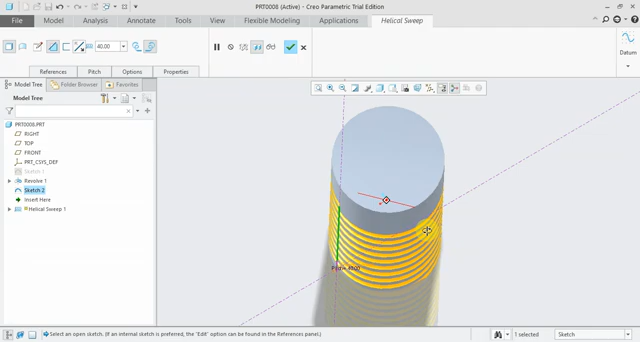 PRT0008 (Active) - Creo Parametric Trial Edition
File Model Analysis Annotate Tools View Flexible Modeling Applications Helical Sweep
40.00
Datum
References Pitch Options Properties
Model Tree Folder Browser Favorites
Model Tree
PRT0008.PRT
RIGHT
TOP
FRONT
PRT_CSYS_DEF
Sketch 1
Revolve 1
Sketch 2
Insert Here
Helical Sweep 1
Select an open sketch. (If an internal sketch is preferred, the "Edit" option can be found in the References panel.)
1 selected
Sketch